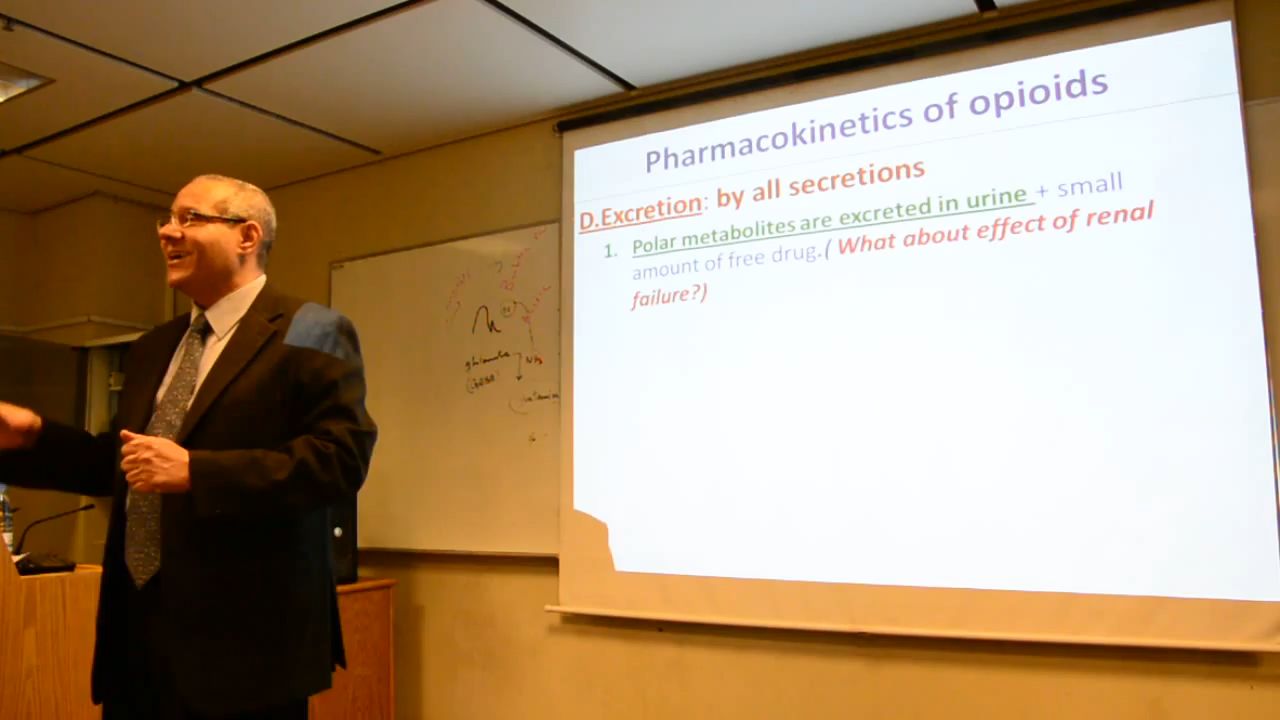 Pharmacokinetics of opioids
D.Excretion: by all secretions
1. Polar metabolites are excreted in urine + small
amount of free drug.( What about effect of renal
failure?)